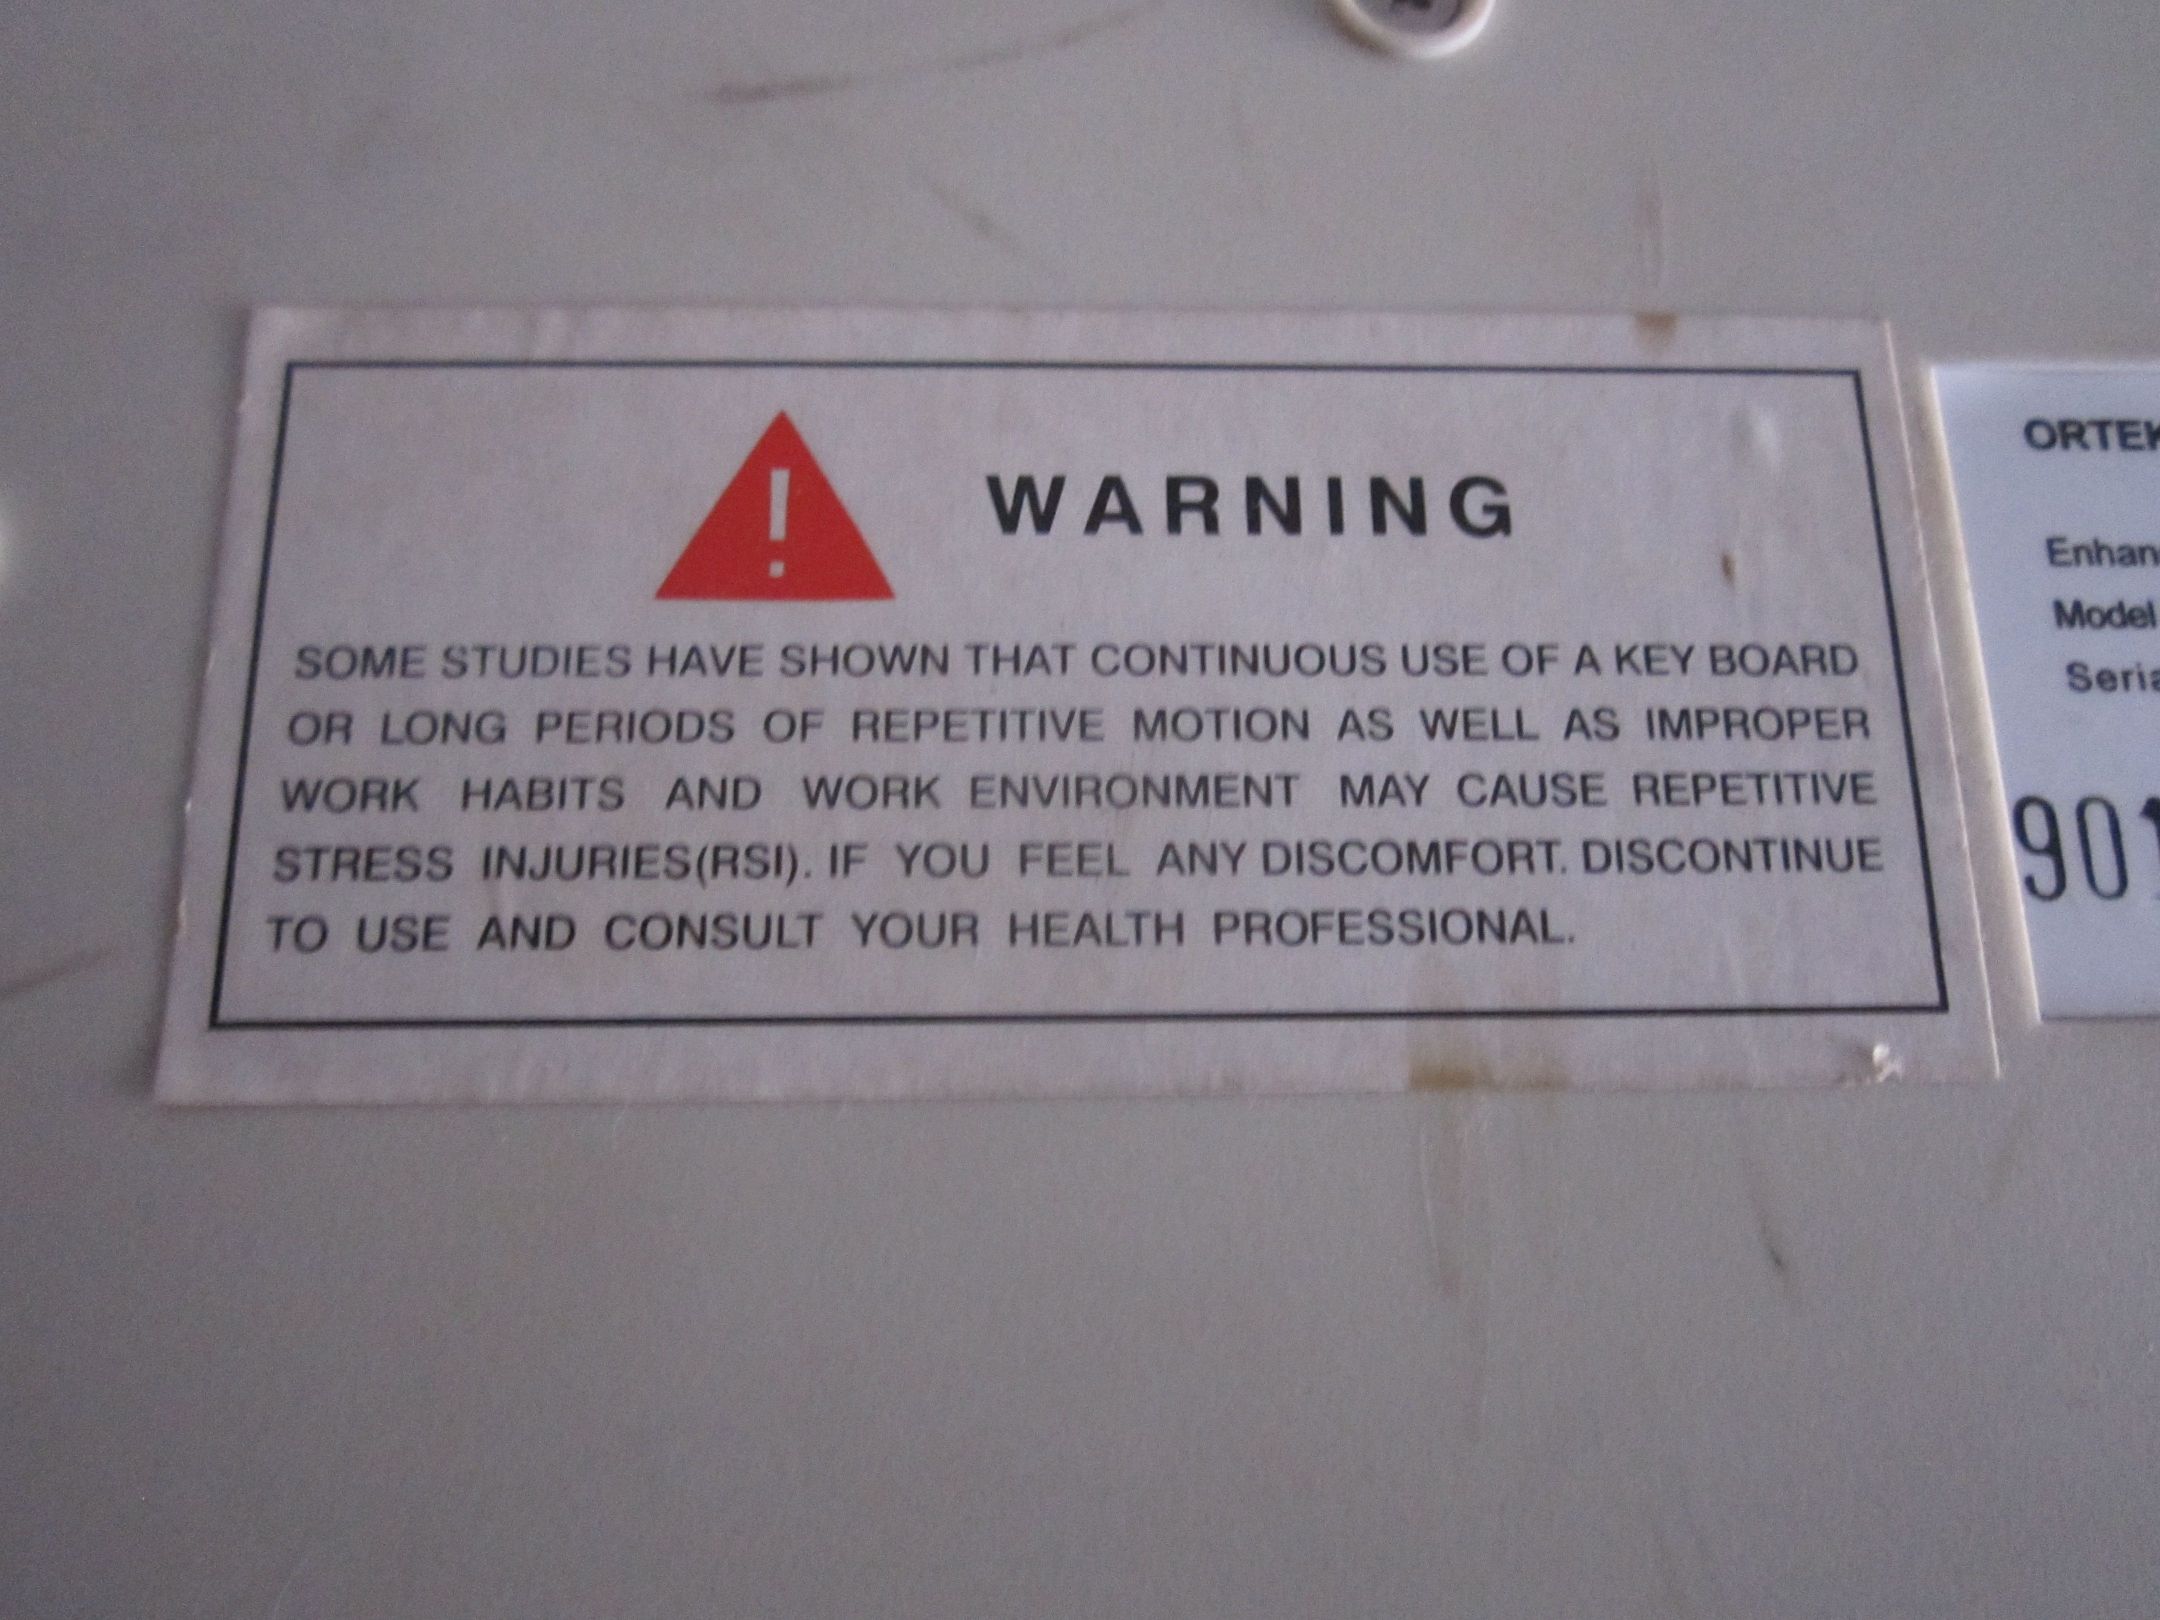 ! WARNING
SOME STUDIES HAVE SHOWN THAT CONTINUOUS USE OF A KEY BOARD
OR LONG PERIODS OF REPETITIVE MOTION AS WELL AS IMPROPER
WORK HABITS AND WORK ENVIRONMENT MAY CAUSE REPETITIVE
STRESS INJURIES(RSI). IF YOU FEEL ANY DISCOMFORT. DISCONTINUE
TO USE AND CONSULT YOUR HEALTH PROFESSIONAL.
ORTEK
Model